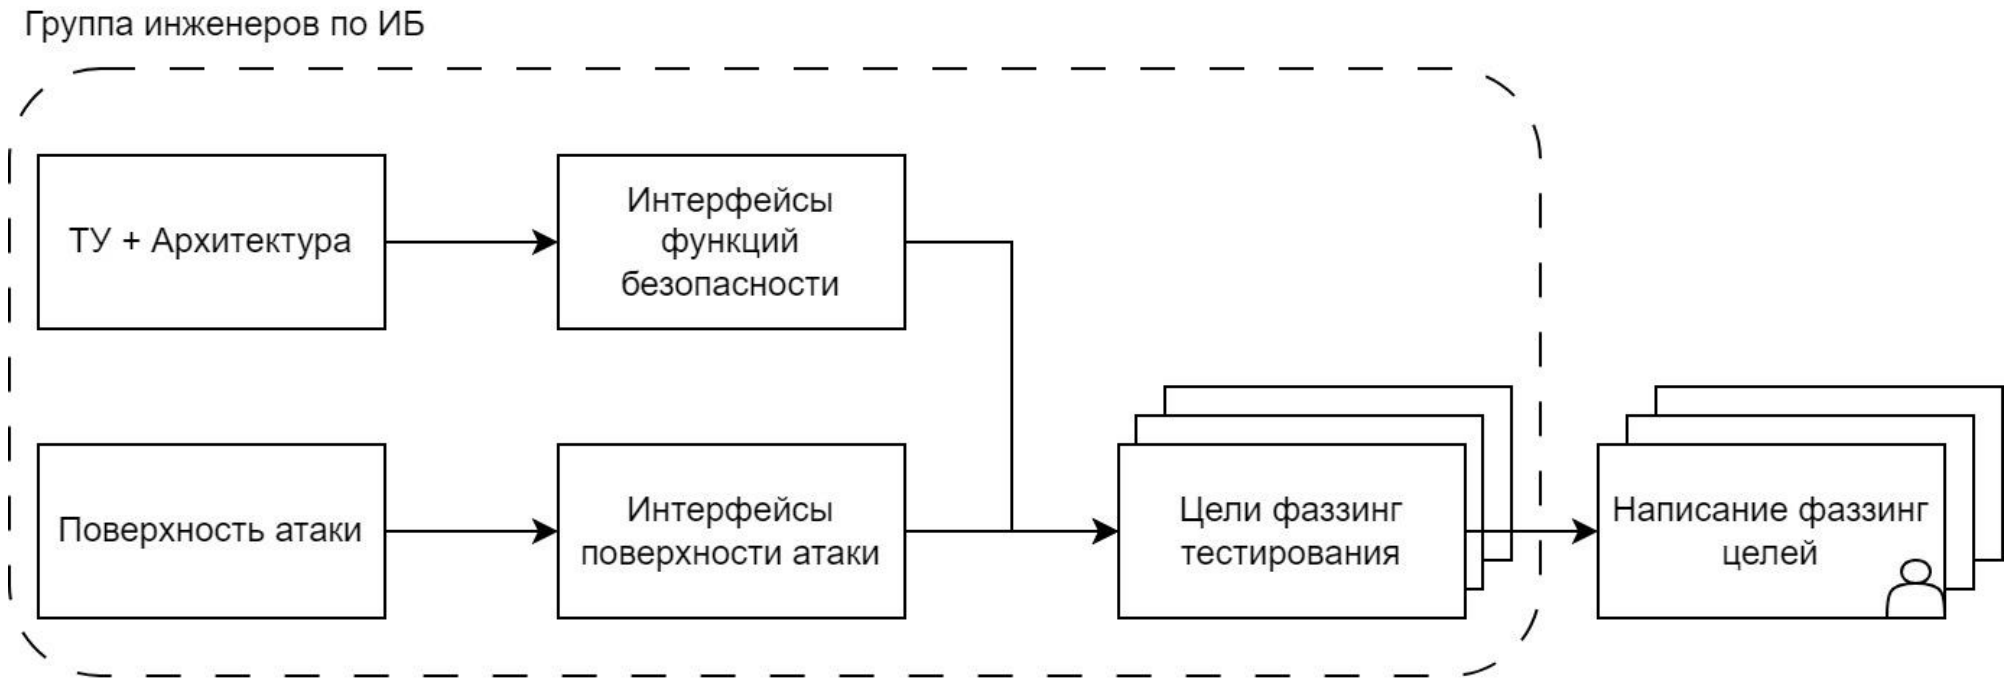 Группа инженеров по ИБ
ТУ + Архитектура
Интерфейсы
функций
безопасности
Поверхность атаки
Интерфейсы
поверхности атаки
Цели фаззинг
тестирования
Написание фаззинг
целей